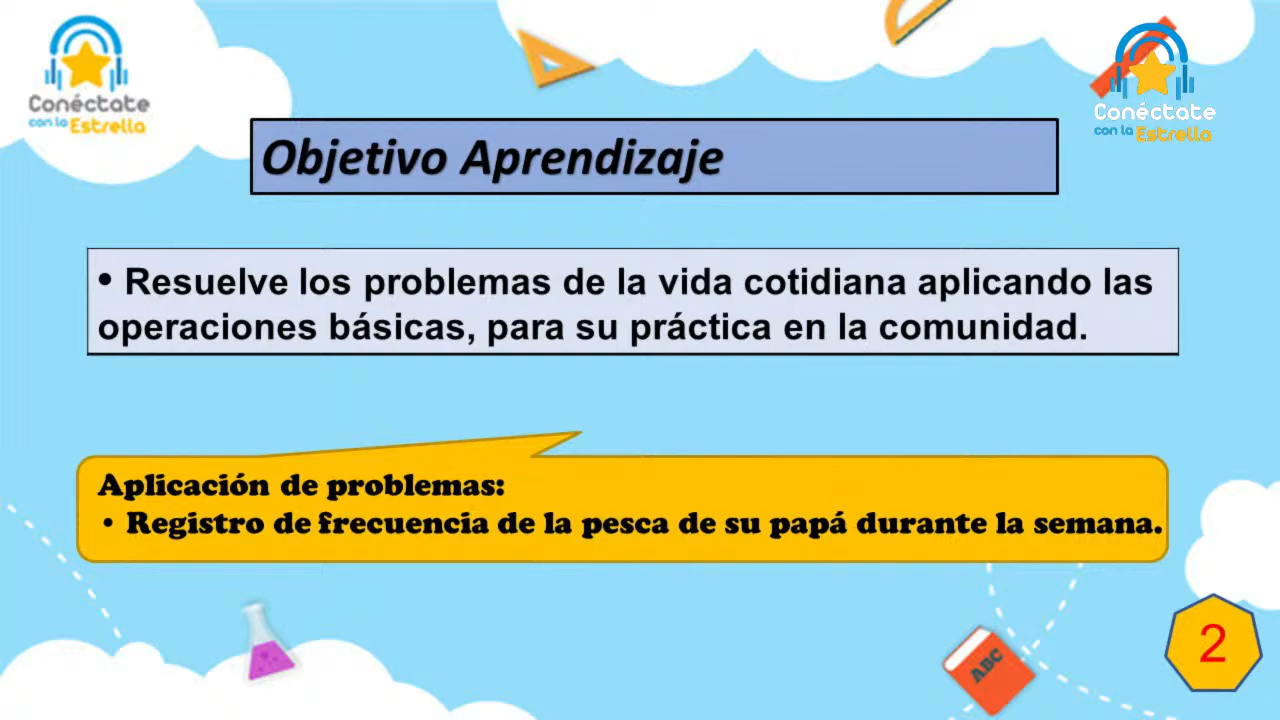 Conéctate
con la Estrella
Conéctate
con la Estrella
Objetivo Aprendizaje
• Resuelve los problemas de la vida cotidiana aplicando las
operaciones básicas, para su práctica en la comunidad.
Aplicación de problemas:
• Registro de frecuencia de la pesca de su papá durante la semana.
ABC
2